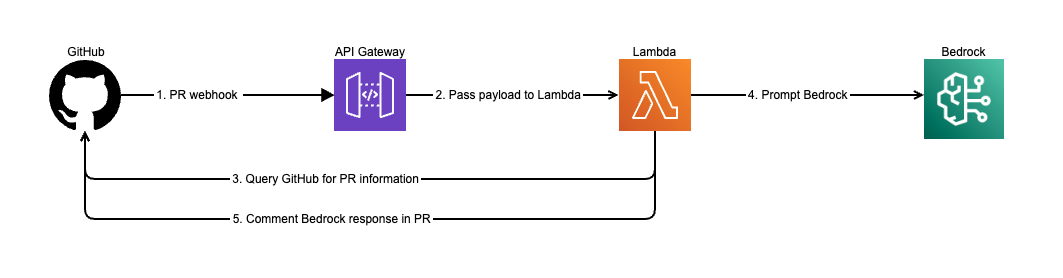 GitHub
API Gateway
Lambda
Bedrock
1. PR webhook
</>
2. Pass payload to Lambda
4. Prompt Bedrock
3. Query GitHub for PR information
5. Comment Bedrock response in PR